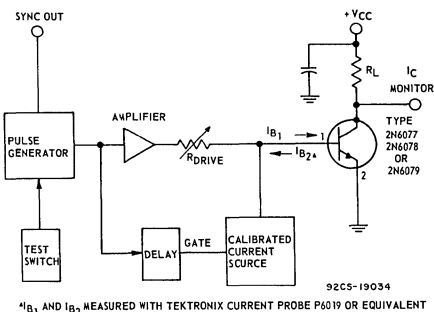 SYNC OUT
+ VCC
RL
IC
MONITOR
AMPLIFIER
PULSE
GENERATOR
RDRIVE
IB1
IB2▲
1
2
TYPE
2N6077
2N6078
OR
2N6079
TEST
SWITCH
DELAY
GATE
CALIBRATED
CURRENT
SOURCE
92CS-19034
▲IB1 AND IB2 MEASURED WITH TEKTRONIX CURRENT PROBE P6019 OR EQUIVALENT